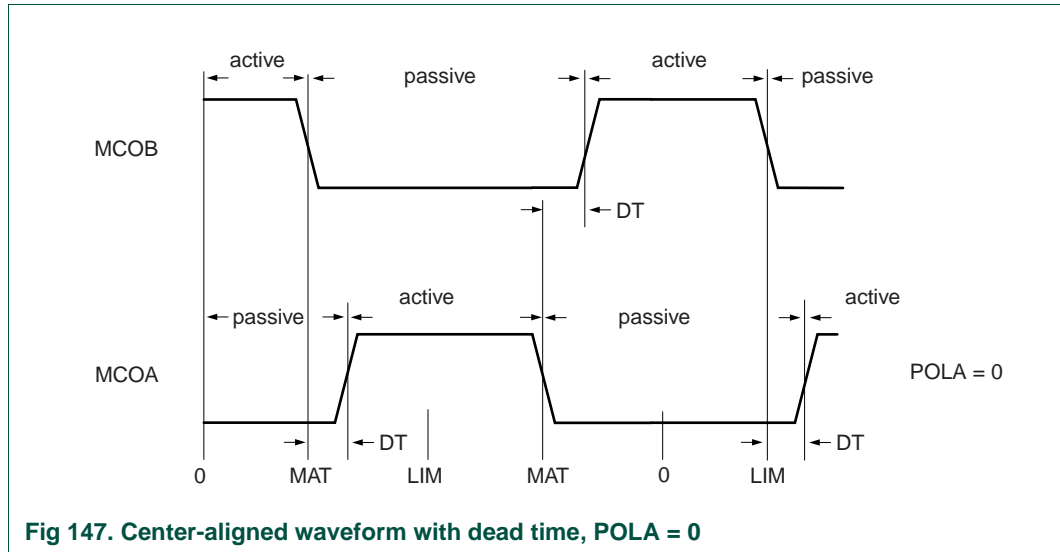 active
passive
active
passive
MCOB
DT
active
active
passive
passive
MCOA
POLA = 0
DT
DT
0
MAT
LIM
MAT
0
LIM
Fig 147. Center-aligned waveform with dead time, POLA = 0